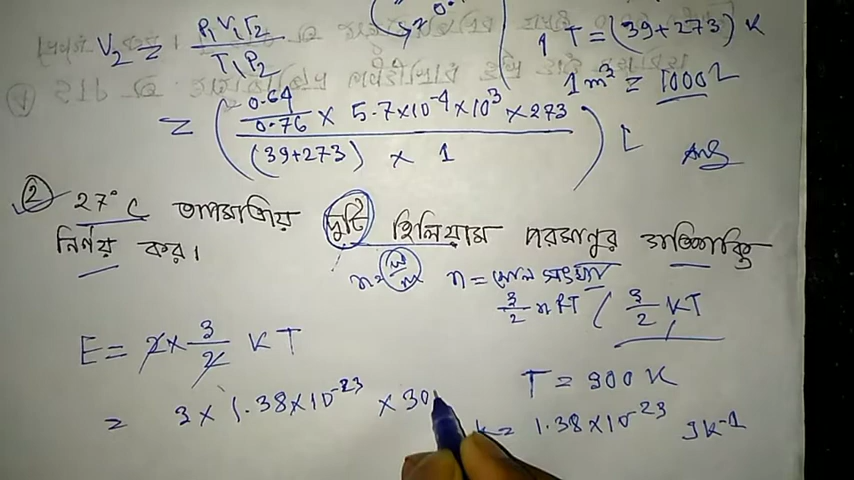 V₂ = P₁V₁T₂ / T₁P₂
T = (39+273) K
1 m³ = 1000 L
= ( 0.64/0.76 × 5.7×10⁻⁴ × 10³ × 273 / (39+273) × 1 ) L
Ans
② 27° C তাপমাত্রায় দুটি হিলিয়াম পরমাণুর গতিশক্তি
নির্ণয় কর।
n = w/m n = মোল সংখ্যা
3/2 nRT / 3/2 KT
E = 2 × 3/2 KT
T = 300 K
= 3 × 1.38×10⁻²³ × 30
K = 1.38×10⁻²³ JK⁻¹